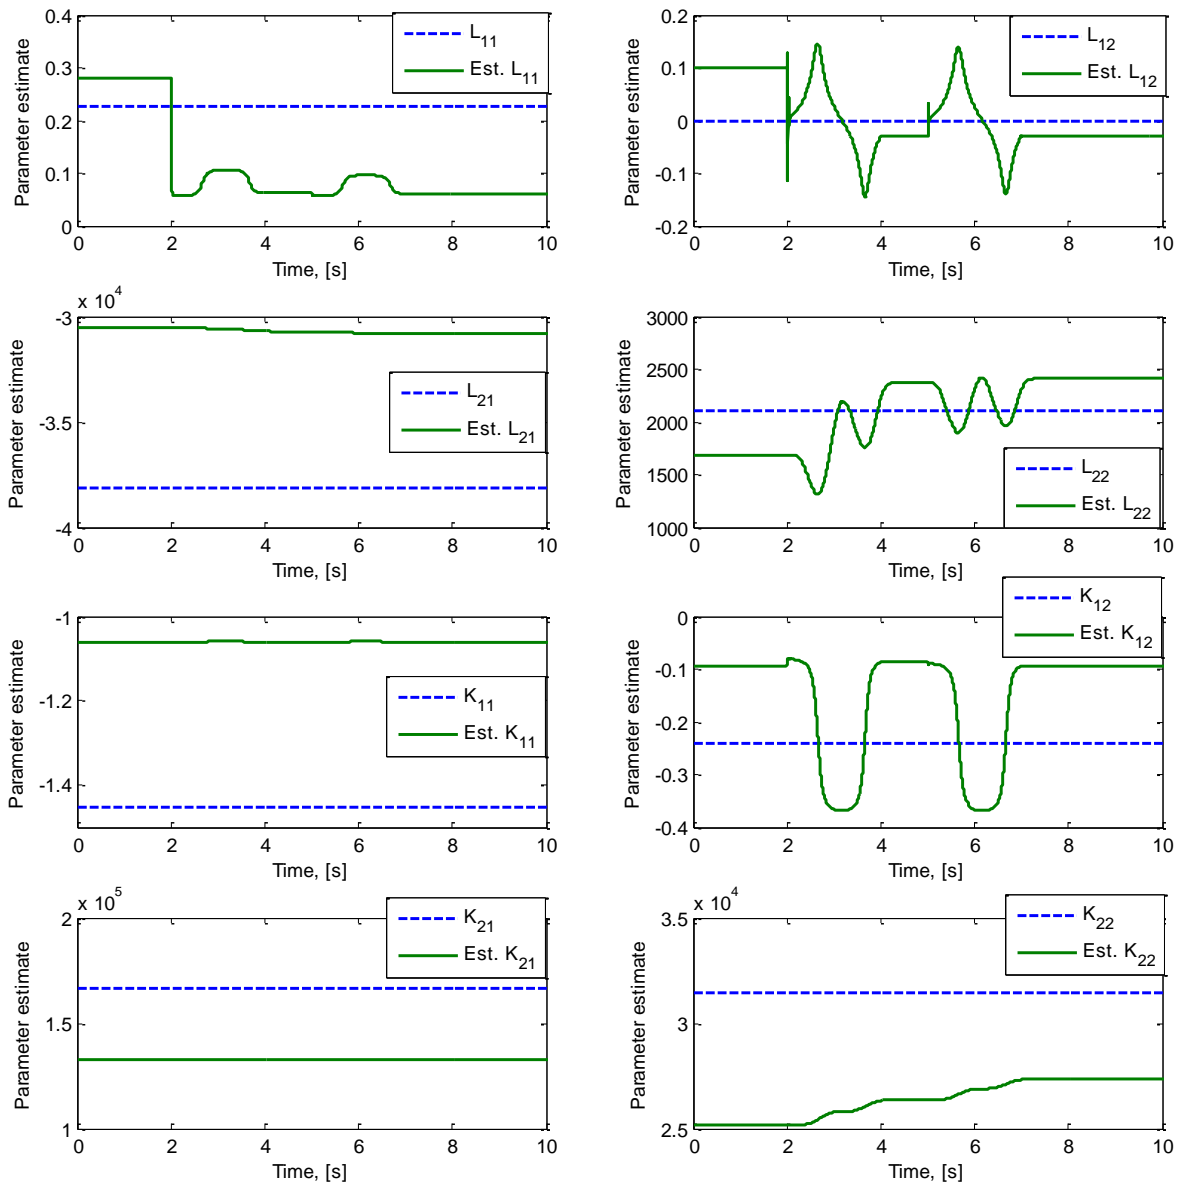 0.4
0.3
0.2
0.1
0
0 2 4 6 8 10
Time, [s]
Parameter estimate
L11
Est. L11
0.2
0.1
0
-0.1
-0.2
0 2 4 6 8 10
Time, [s]
Parameter estimate
L12
Est. L12
x 10^4
-3
-3.5
-4
0 2 4 6 8 10
Time, [s]
Parameter estimate
L21
Est. L21
3000
2500
2000
1500
1000
0 2 4 6 8 10
Time, [s]
Parameter estimate
L22
Est. L22
-1
-1.2
-1.4
0 2 4 6 8 10
Time, [s]
Parameter estimate
K11
Est. K11
0
-0.1
-0.2
-0.3
-0.4
0 2 4 6 8 10
Time, [s]
Parameter estimate
K12
Est. K12
x 10^5
2
1.5
1
0 2 4 6 8 10
Time, [s]
Parameter estimate
K21
Est. K21
x 10^4
3.5
3
2.5
0 2 4 6 8 10
Time, [s]
Parameter estimate
K22
Est. K22